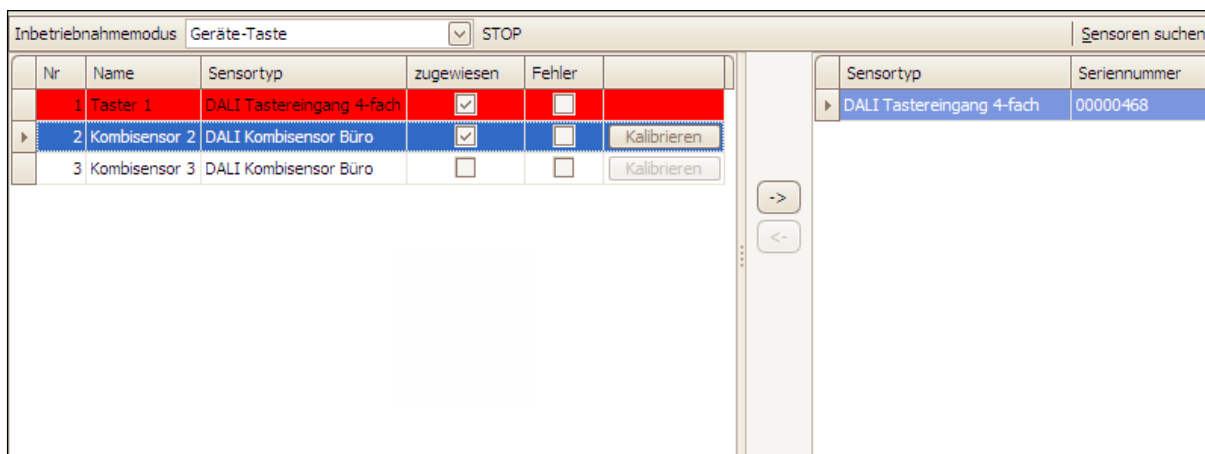 Inbetriebnahmemodus Geräte-Taste STOP Sensoren suchen
Nr Name Sensortyp zugewiesen Fehler Sensortyp Seriennummer
1 Taster 1 DALI Tastereingang 4-fach DALI Tastereingang 4-fach 00000468
2 Kombisensor 2 DALI Kombisensor Büro Kalibrieren
3 Kombisensor 3 DALI Kombisensor Büro Kalibrieren
->
<-